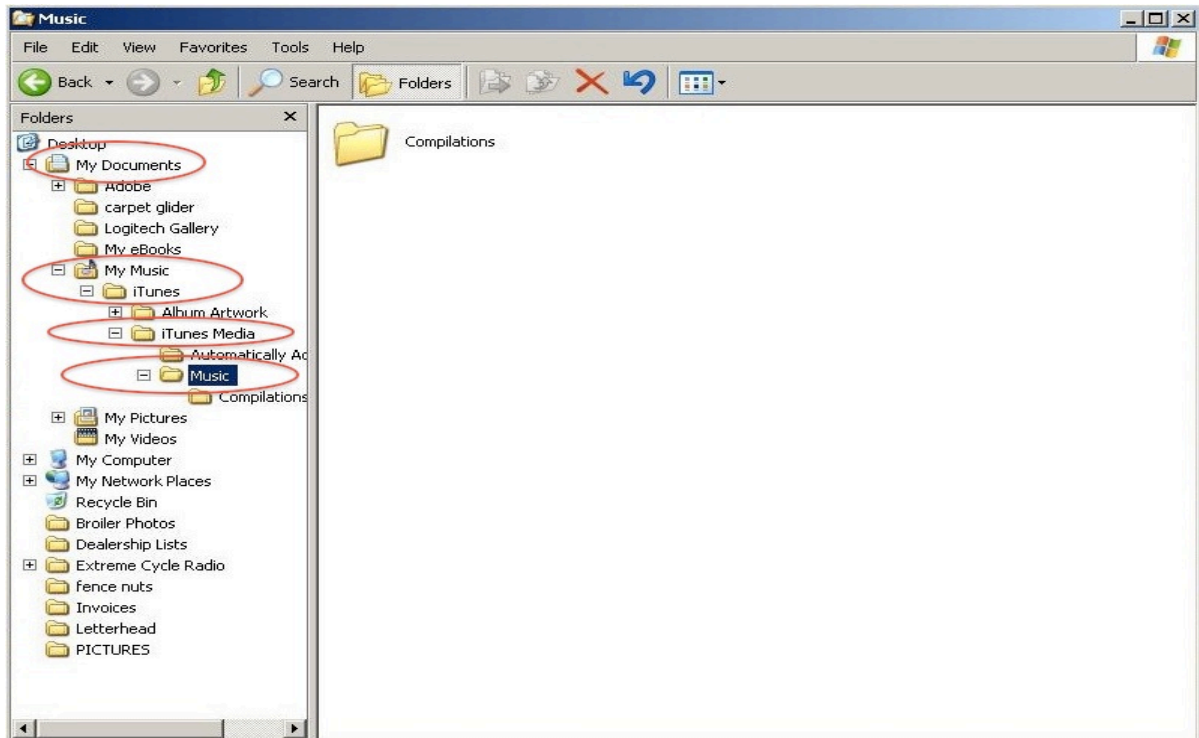 Music
File Edit View Favorites Tools Help
Back Search Folders
Folders
Desktop
My Documents
Adobe
carpet glider
Logitech Gallery
My eBooks
My Music
iTunes
Album Artwork
iTunes Media
Automatically Ad
Music
Compilations
My Pictures
My Videos
My Computer
My Network Places
Recycle Bin
Broiler Photos
Dealership Lists
Extreme Cycle Radio
fence nuts
Invoices
Letterhead
PICTURES
Compilations